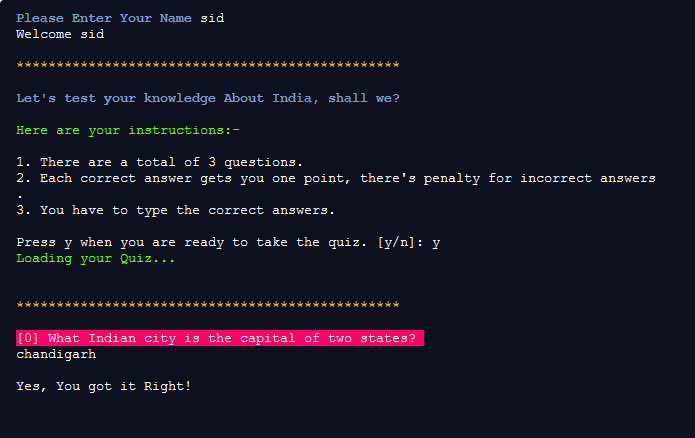 Please Enter Your Name sid
Welcome sid
************************************************
Let's test your knowledge About India, shall we?
Here are your instructions:-
1. There are a total of 3 questions.
2. Each correct answer gets you one point, there's penalty for incorrect answers
.
3. You have to type the correct answers.
Press y when you are ready to take the quiz. [y/n]: y
Loading your Quiz...
************************************************
[0] What Indian city is the capital of two states?
chandigarh
Yes, You got it Right!